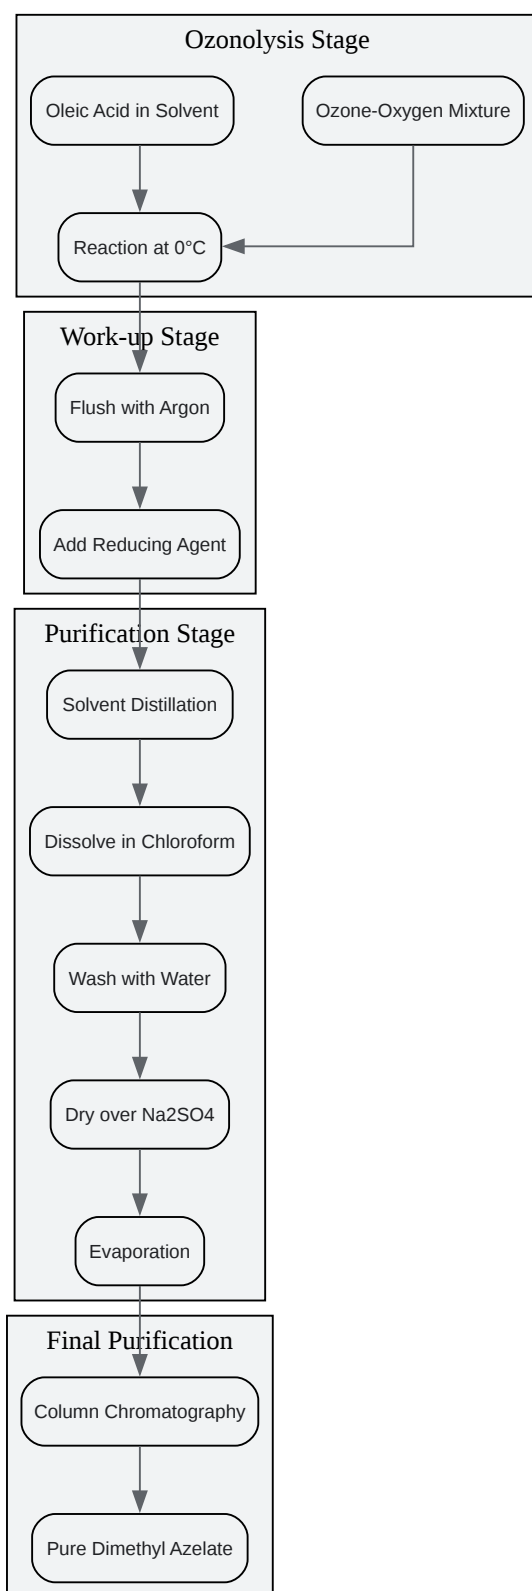 Ozonolysis Stage
Oleic Acid in Solvent
Ozone-Oxygen Mixture
Reaction at 0°C
Work-up Stage
Flush with Argon
Add Reducing Agent
Purification Stage
Solvent Distillation
Dissolve in Chloroform
Wash with Water
Dry over Na2SO4
Evaporation
Final Purification
Column Chromatography
Pure Dimethyl Azelate